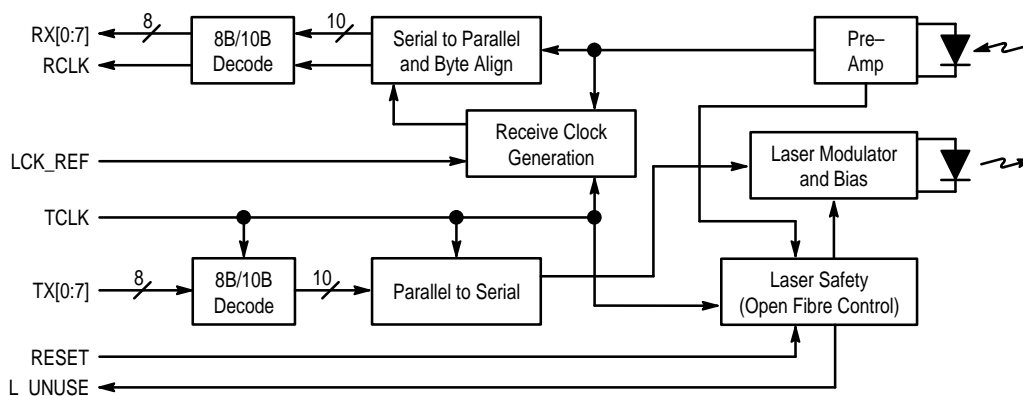 RX[0:7]
8
8B/10B
Decode
10
Serial to Parallel
and Byte Align
Pre–
Amp
RCLK
Receive Clock
Generation
LCK_REF
Laser Modulator
and Bias
TCLK
TX[0:7]
8
8B/10B
Decode
10
Parallel to Serial
Laser Safety
(Open Fibre Control)
RESET
L UNUSE